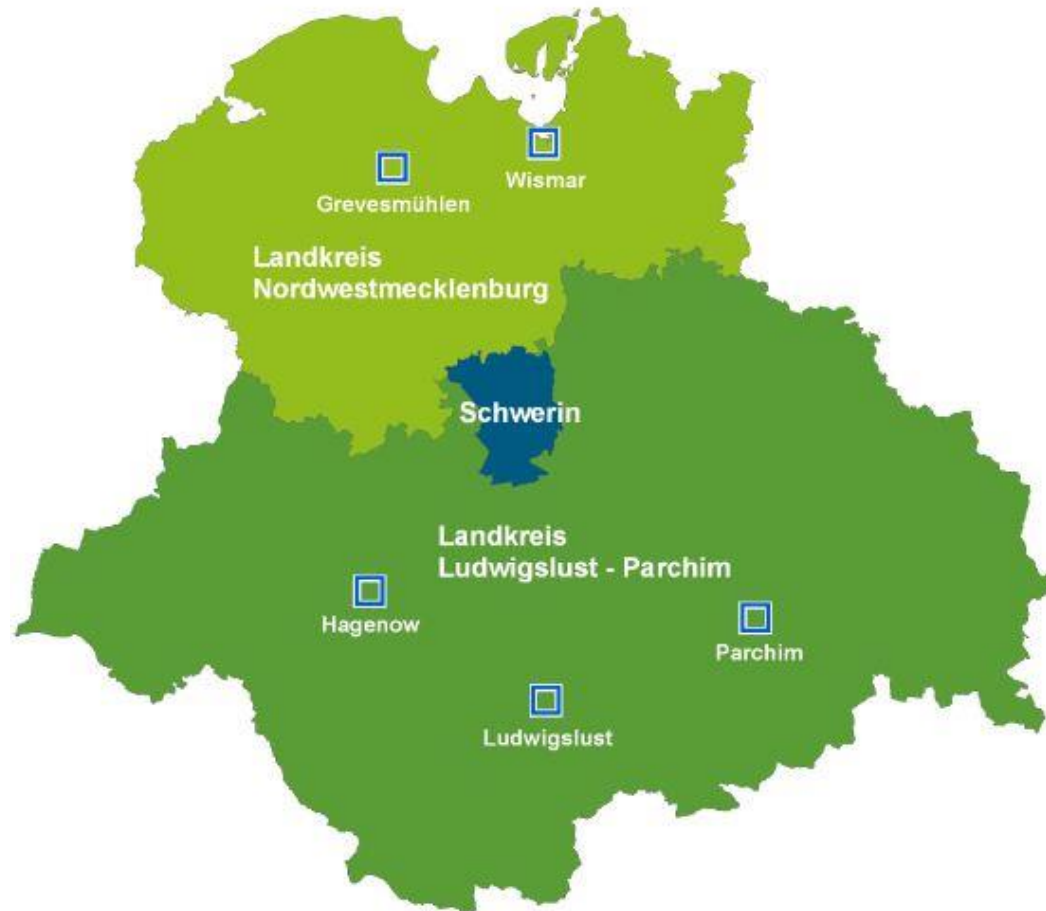 Wismar
Grevesmühlen
Landkreis
Nordwestmecklenburg
Schwerin
Landkreis
Ludwigslust - Parchim
Hagenow
Parchim
Ludwigslust